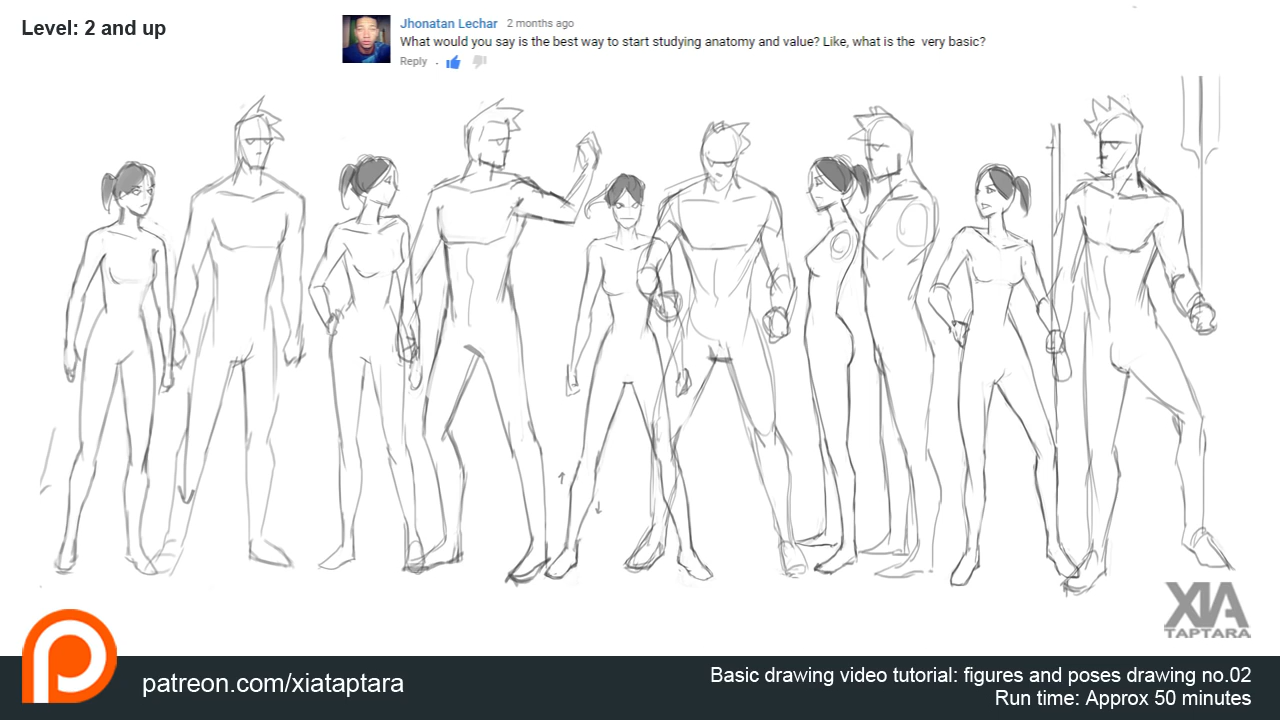 Level: 2 and up
Jhonatan Lechar 2 months ago
What would you say is the best way to start studying anatomy and value? Like, what is the very basic?
Reply
XIA
TAPTARA
patreon.com/xiataptara
Basic drawing video tutorial: figures and poses drawing no.02
Run time: Approx 50 minutes